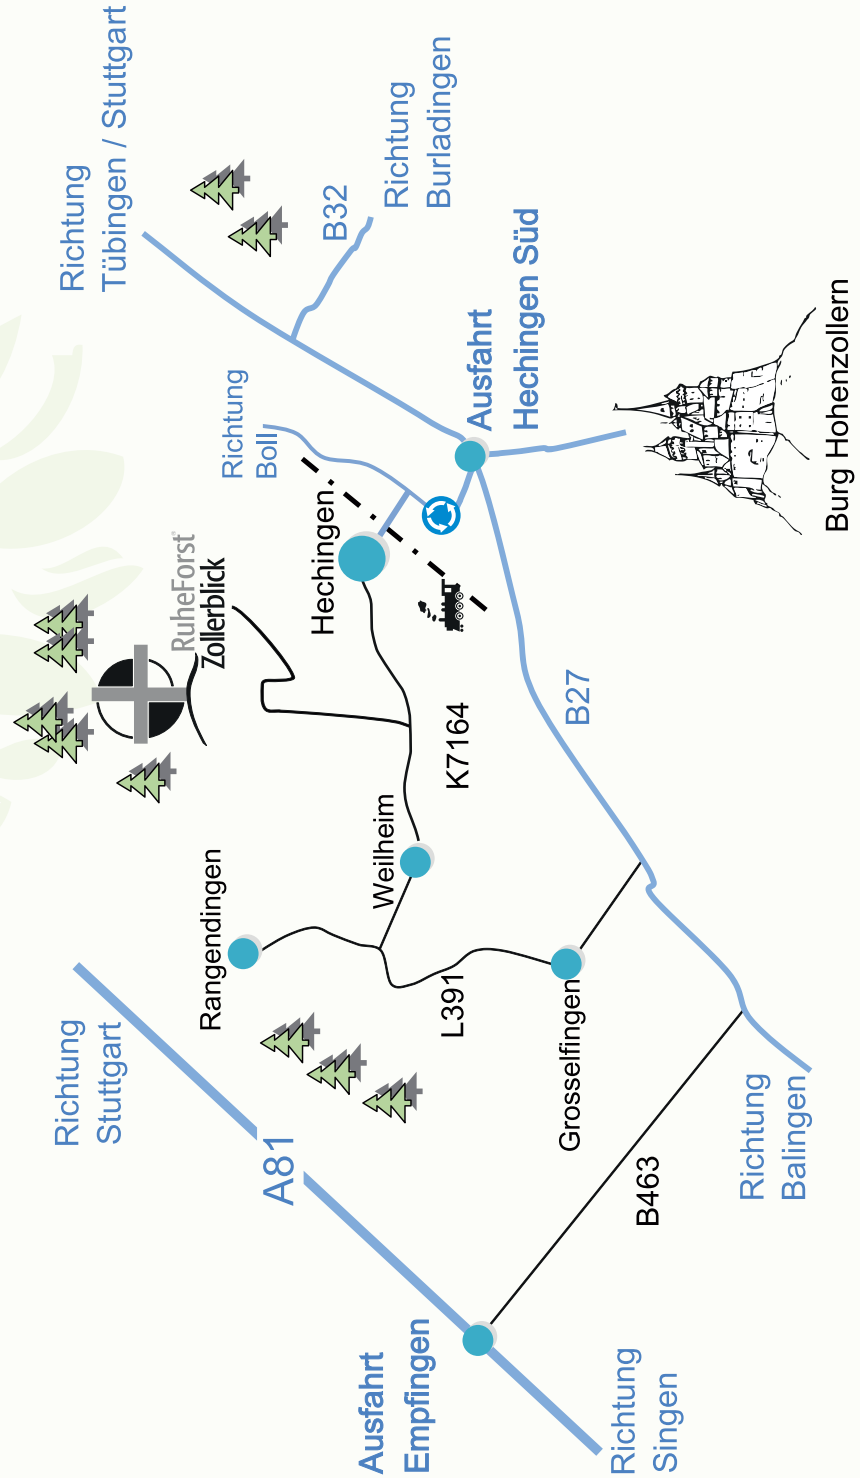 Richtung
Stuttgart
A81
Ausfahrt
Empfingen
Richtung
Singen
B463
Richtung
Balingen
Rangendingen
L391
Grosselfingen
Weilheim
K7164
B27
RuheForst®
Zollerblick
Hechingen
Richtung
Boll
Richtung
Tübingen / Stuttgart
B32
Richtung
Burladingen
Ausfahrt
Hechingen Süd
Burg Hohenzollern